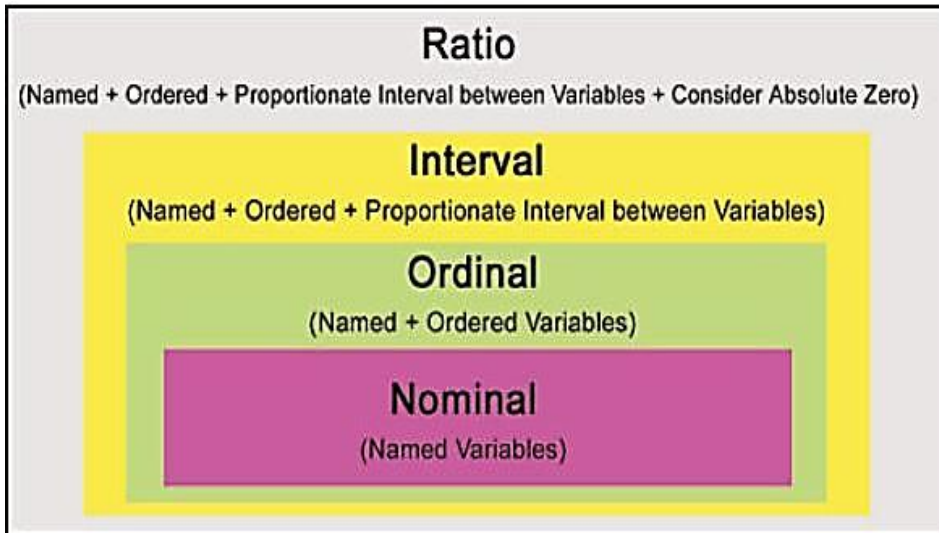 Ratio
(Named + Ordered + Proportionate Interval between Variables + Consider Absolute Zero)
Interval
(Named + Ordered + Proportionate Interval between Variables)
Ordinal
(Named + Ordered Variables)
Nominal
(Named Variables)